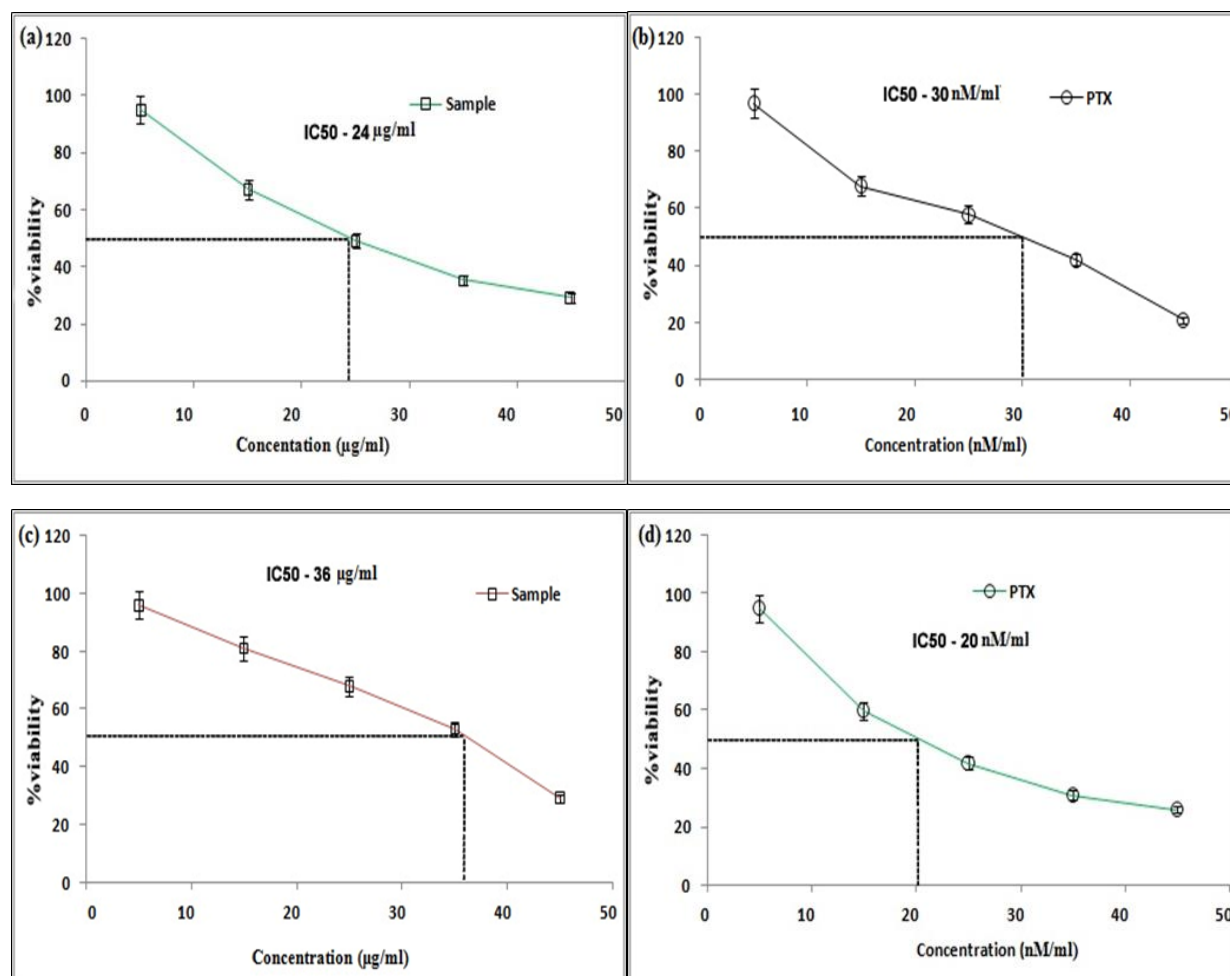 (a)
120
100
80
60
40
20
0
%viability
Sample
IC50 - 24 µg/ml
0 10 20 30 40 50
Concentation (µg/ml)
(b)
120
100
80
60
40
20
0
%viability
IC50 - 30 nM/ml
PTX
0 10 20 30 40 50
Concentration (nM/ml)
(c)
120
100
80
60
40
20
0
%viability
IC50 - 36 µg/ml
Sample
0 10 20 30 40 50
Concentration (µg/ml)
(d)
120
100
80
60
40
20
0
%viability
PTX
IC50 - 20 nM/ml
0 10 20 30 40 50
Concentration (nM/ml)